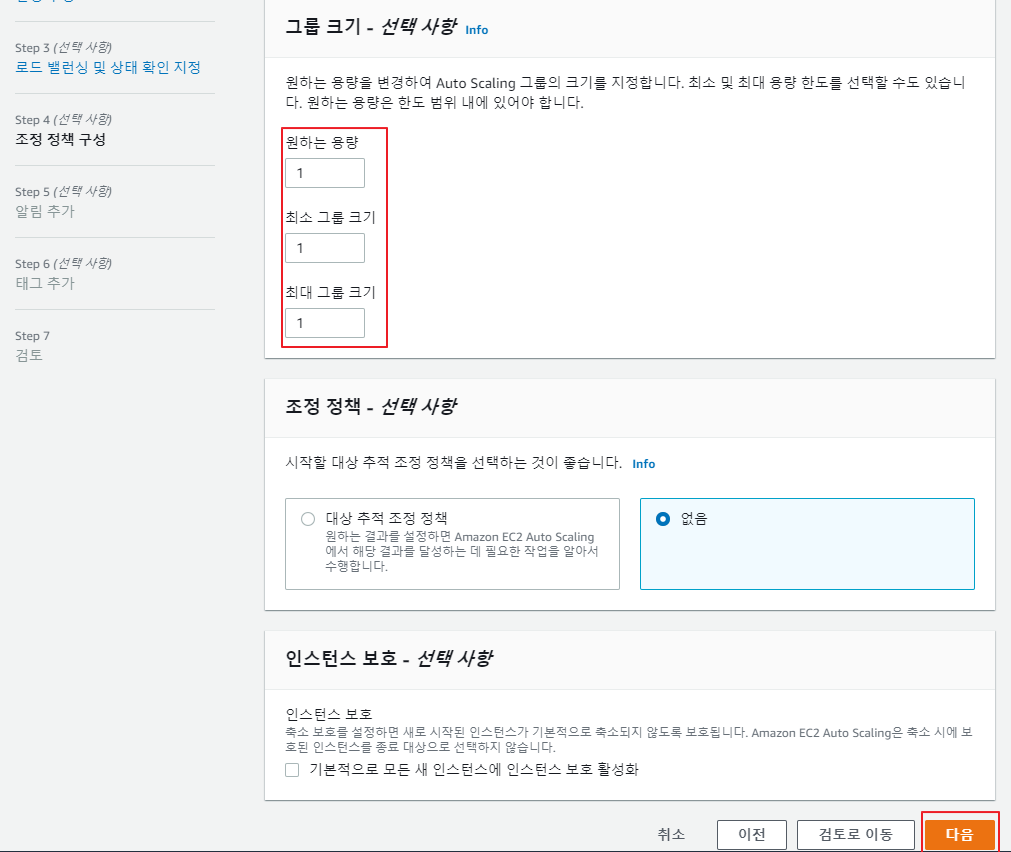 Step 3 (선택 사항)
로드 밸런싱 및 상태 확인 지정
Step 4 (선택 사항)
조정 정책 구성
Step 5 (선택 사항)
알림 추가
Step 6 (선택 사항)
태그 추가
Step 7
검토
그룹 크기 - 선택 사항 Info
원하는 용량을 변경하여 Auto Scaling 그룹의 크기를 지정합니다. 최소 및 최대 용량 한도를 선택할 수도 있습니
다. 원하는 용량은 한도 범위 내에 있어야 합니다.
원하는 용량
1
최소 그룹 크기
1
최대 그룹 크기
1
조정 정책 - 선택 사항
시작할 대상 추적 조정 정책을 선택하는 것이 좋습니다. Info
대상 추적 조정 정책
원하는 결과를 설정하면 Amazon EC2 Auto Scaling
에서 해당 결과를 달성하는 데 필요한 작업을 알아서
수행합니다.
없음
인스턴스 보호 - 선택 사항
인스턴스 보호
축소 보호를 설정하면 새로 시작된 인스턴스가 기본적으로 축소되지 않도록 보호됩니다. Amazon EC2 Auto Scaling은 축소 시에 보
호된 인스턴스를 종료 대상으로 선택하지 않습니다.
기본적으로 모든 새 인스턴스에 인스턴스 보호 활성화
취소
이전
검토로 이동
다음